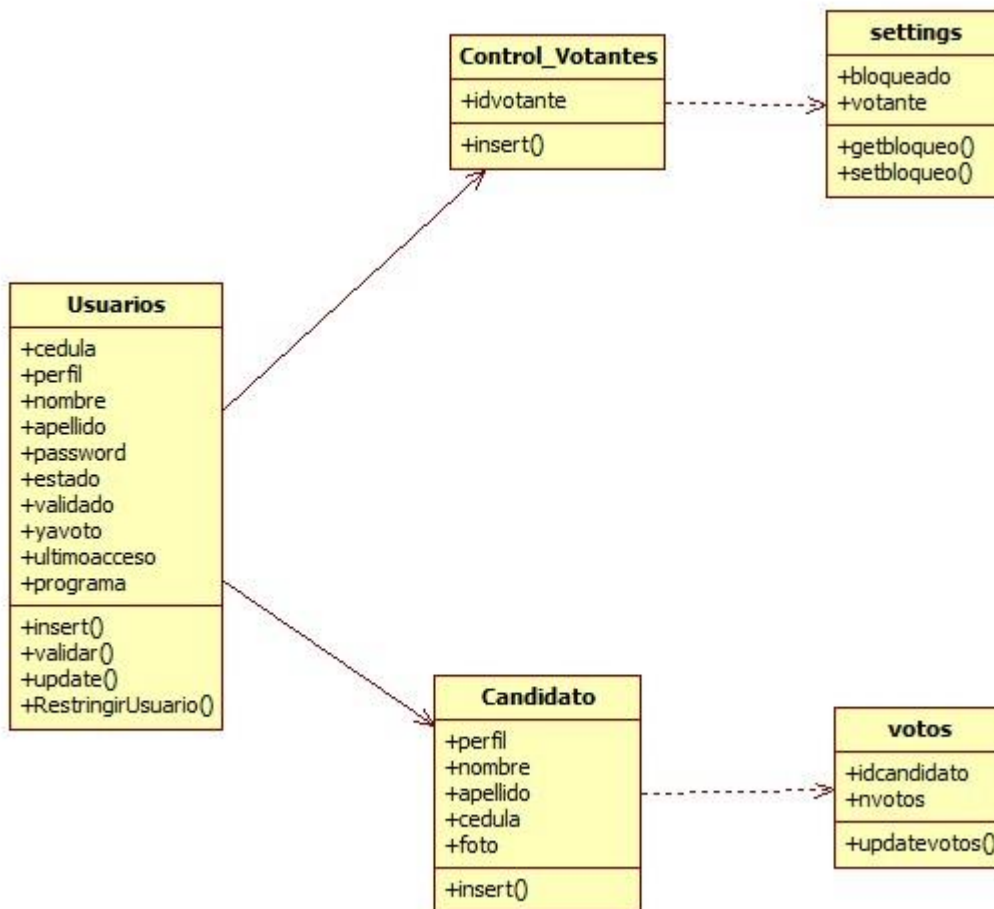 Control_Votantes
+idvotante
+insert()
settings
+bloqueado
+votante
+getbloqueo()
+setbloqueo()
Usuarios
+cedula
+perfil
+nombre
+apellido
+password
+estado
+validado
+yavoto
+ultimoacceso
+programa
+insert()
+validar()
+update()
+RestringirUsuario()
Candidato
+perfil
+nombre
+apellido
+cedula
+foto
+insert()
votos
+idcandidato
+nvotos
+updatevotos()